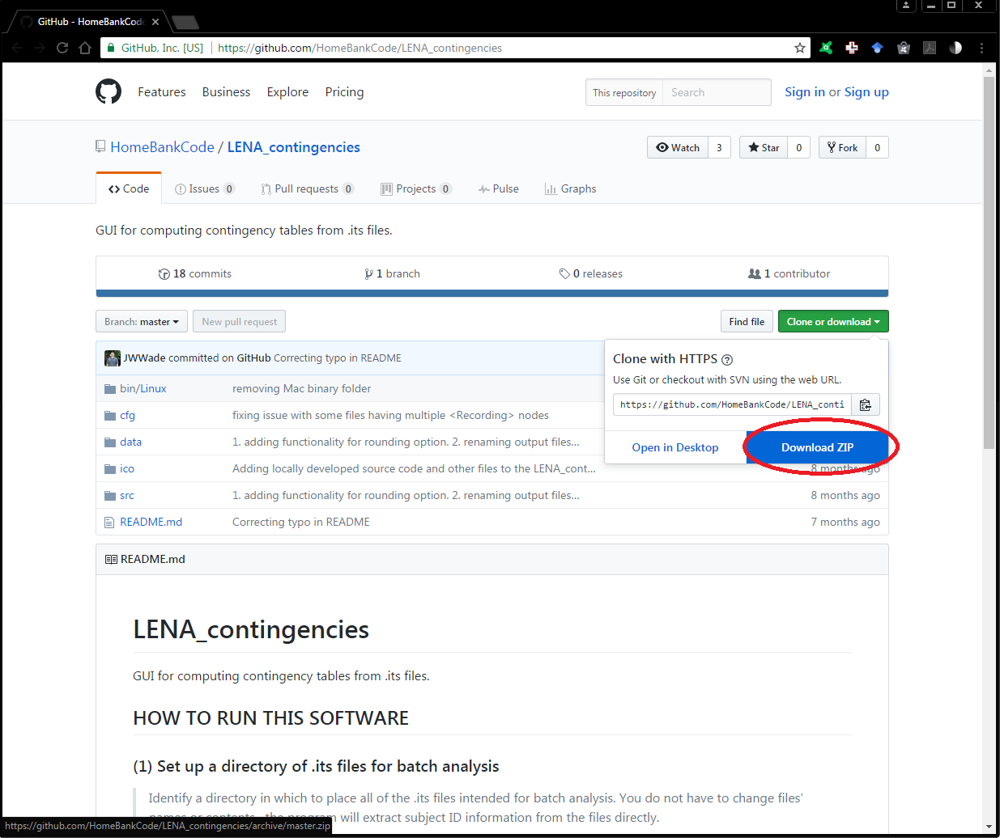 GitHub - HomeBankCode
GitHub, Inc. [US] https://github.com/HomeBankCode/LENA_contingencies
Features Business Explore Pricing This repository Search Sign in or Sign up
HomeBankCode / LENA_contingencies Watch 3 Star 0 Fork 0
Code Issues 0 Pull requests 0 Projects 0 Pulse Graphs
GUI for computing contingency tables from .its files.
18 commits 1 branch 0 releases 1 contributor
Branch: master New pull request Find file Clone or download
JWWade committed on GitHub Correcting typo in README
Clone with HTTPS ?
Use Git or checkout with SVN using the web URL.
https://github.com/HomeBankCode/LENA_conti
Open in Desktop Download ZIP
bin/Linux removing Mac binary folder
cfg fixing issue with some files having multiple <Recording> nodes
data 1. adding functionality for rounding option. 2. renaming output files...
ico Adding locally developed source code and other files to the LENA_cont... 8 months ago
src 1. adding functionality for rounding option. 2. renaming output files... 8 months ago
README.md Correcting typo in README 7 months ago
README.md
LENA_contingencies
GUI for computing contingency tables from .its files.
HOW TO RUN THIS SOFTWARE
(1) Set up a directory of .its files for batch analysis
Identify a directory in which to place all of the .its files intended for batch analysis. You do not have to change files'
names or contents - the program will extract subject ID information from the files directly.
https://github.com/HomeBankCode/LENA_contingencies/archive/master.zip